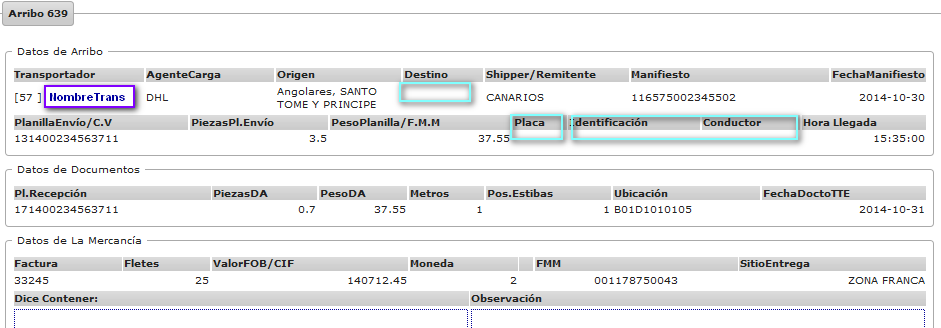 Arribo 639
Datos de Arribo
Transportador AgenteCarga Origen Destino Shipper/Remitente Manifiesto FechaManifiesto
[57 ] NombreTrans DHL Angolares, SANTO TOME Y PRINCIPE CANARIOS 116575002345502 2014-10-30
PlanillaEnvío/C.V PiezasPl.Envío PesoPlanilla/F.M.M Placa Identificación Conductor Hora Llegada
131400234563711 3.5 37.55 15:35:00
Datos de Documentos
Pl.Recepción PiezasDA PesoDA Metros Pos.Estibas Ubicación FechaDoctoTTE
171400234563711 0.7 37.55 1 1 B01D1010105 2014-10-31
Datos de La Mercancía
Factura Fletes ValorFOB/CIF Moneda FMM SitioEntrega
33245 25 140712.45 2 001178750043 ZONA FRANCA
Dice Contener: Observación